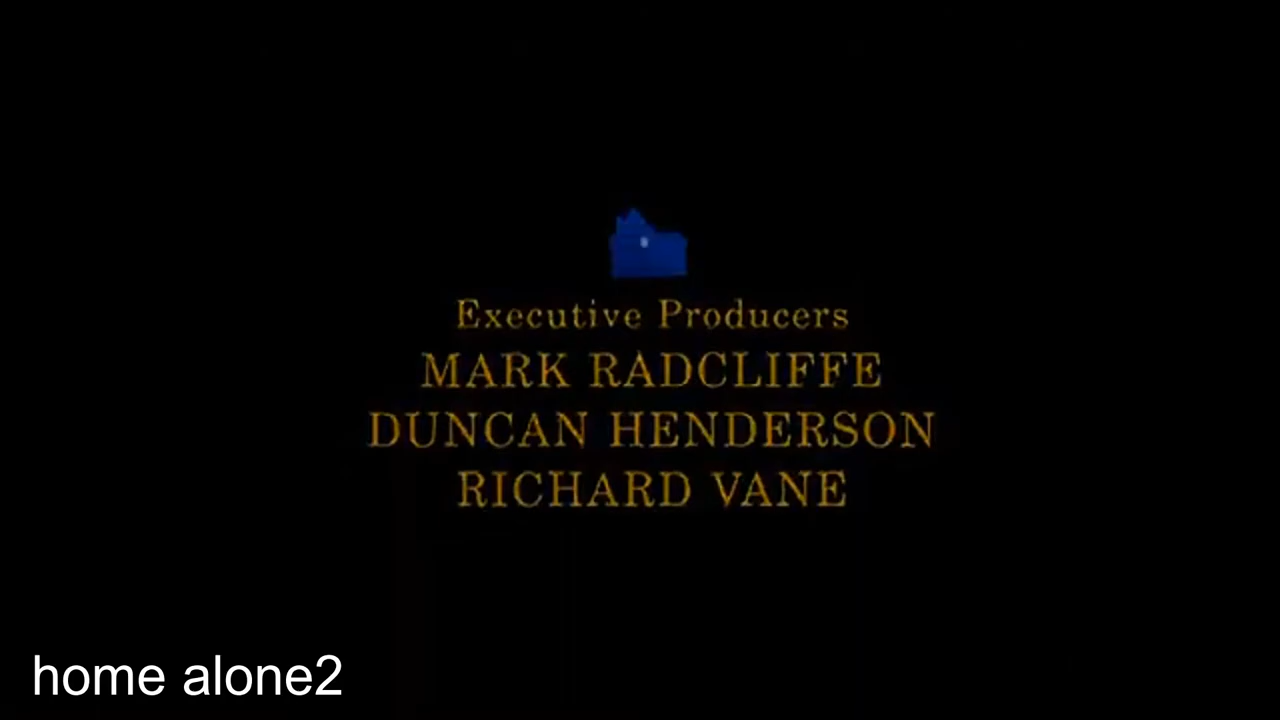 Executive Producers
MARK RADCLIFFE
DUNCAN HENDERSON
RICHARD VANE
home alone2